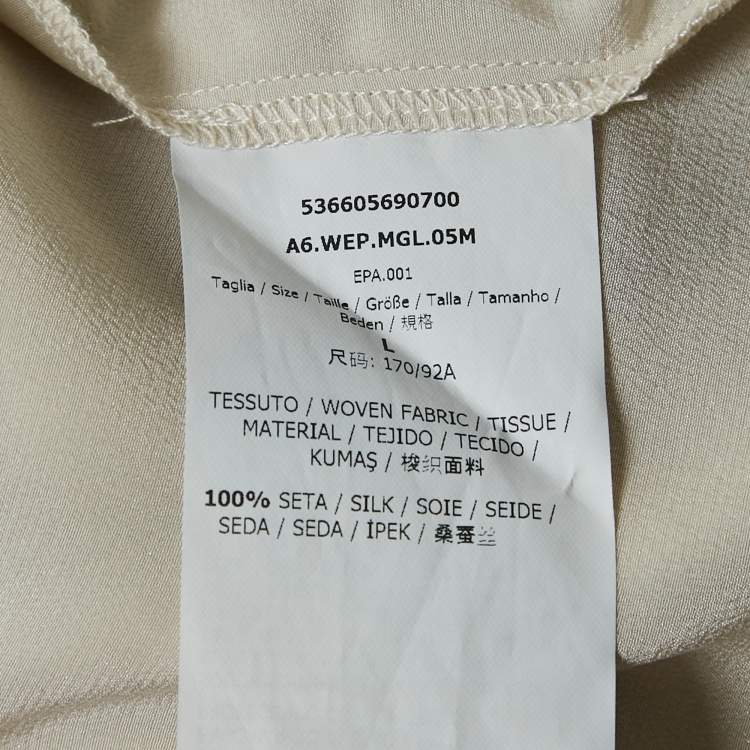 536605690700
A6.WEP.MGL.05M
EPA.001
Taglia / Size / Taille / Größe / Talla / Tamanho /
Beden / 規格
L
尺码: 170/92A
TESSUTO / WOVEN FABRIC / TISSUE /
MATERIAL / TEJIDO / TECIDO /
KUMAŞ / 梭织面料
100% SETA / SILK / SOIE / SEIDE /
SEDA / SEDA / İPEK / 桑蚕丝